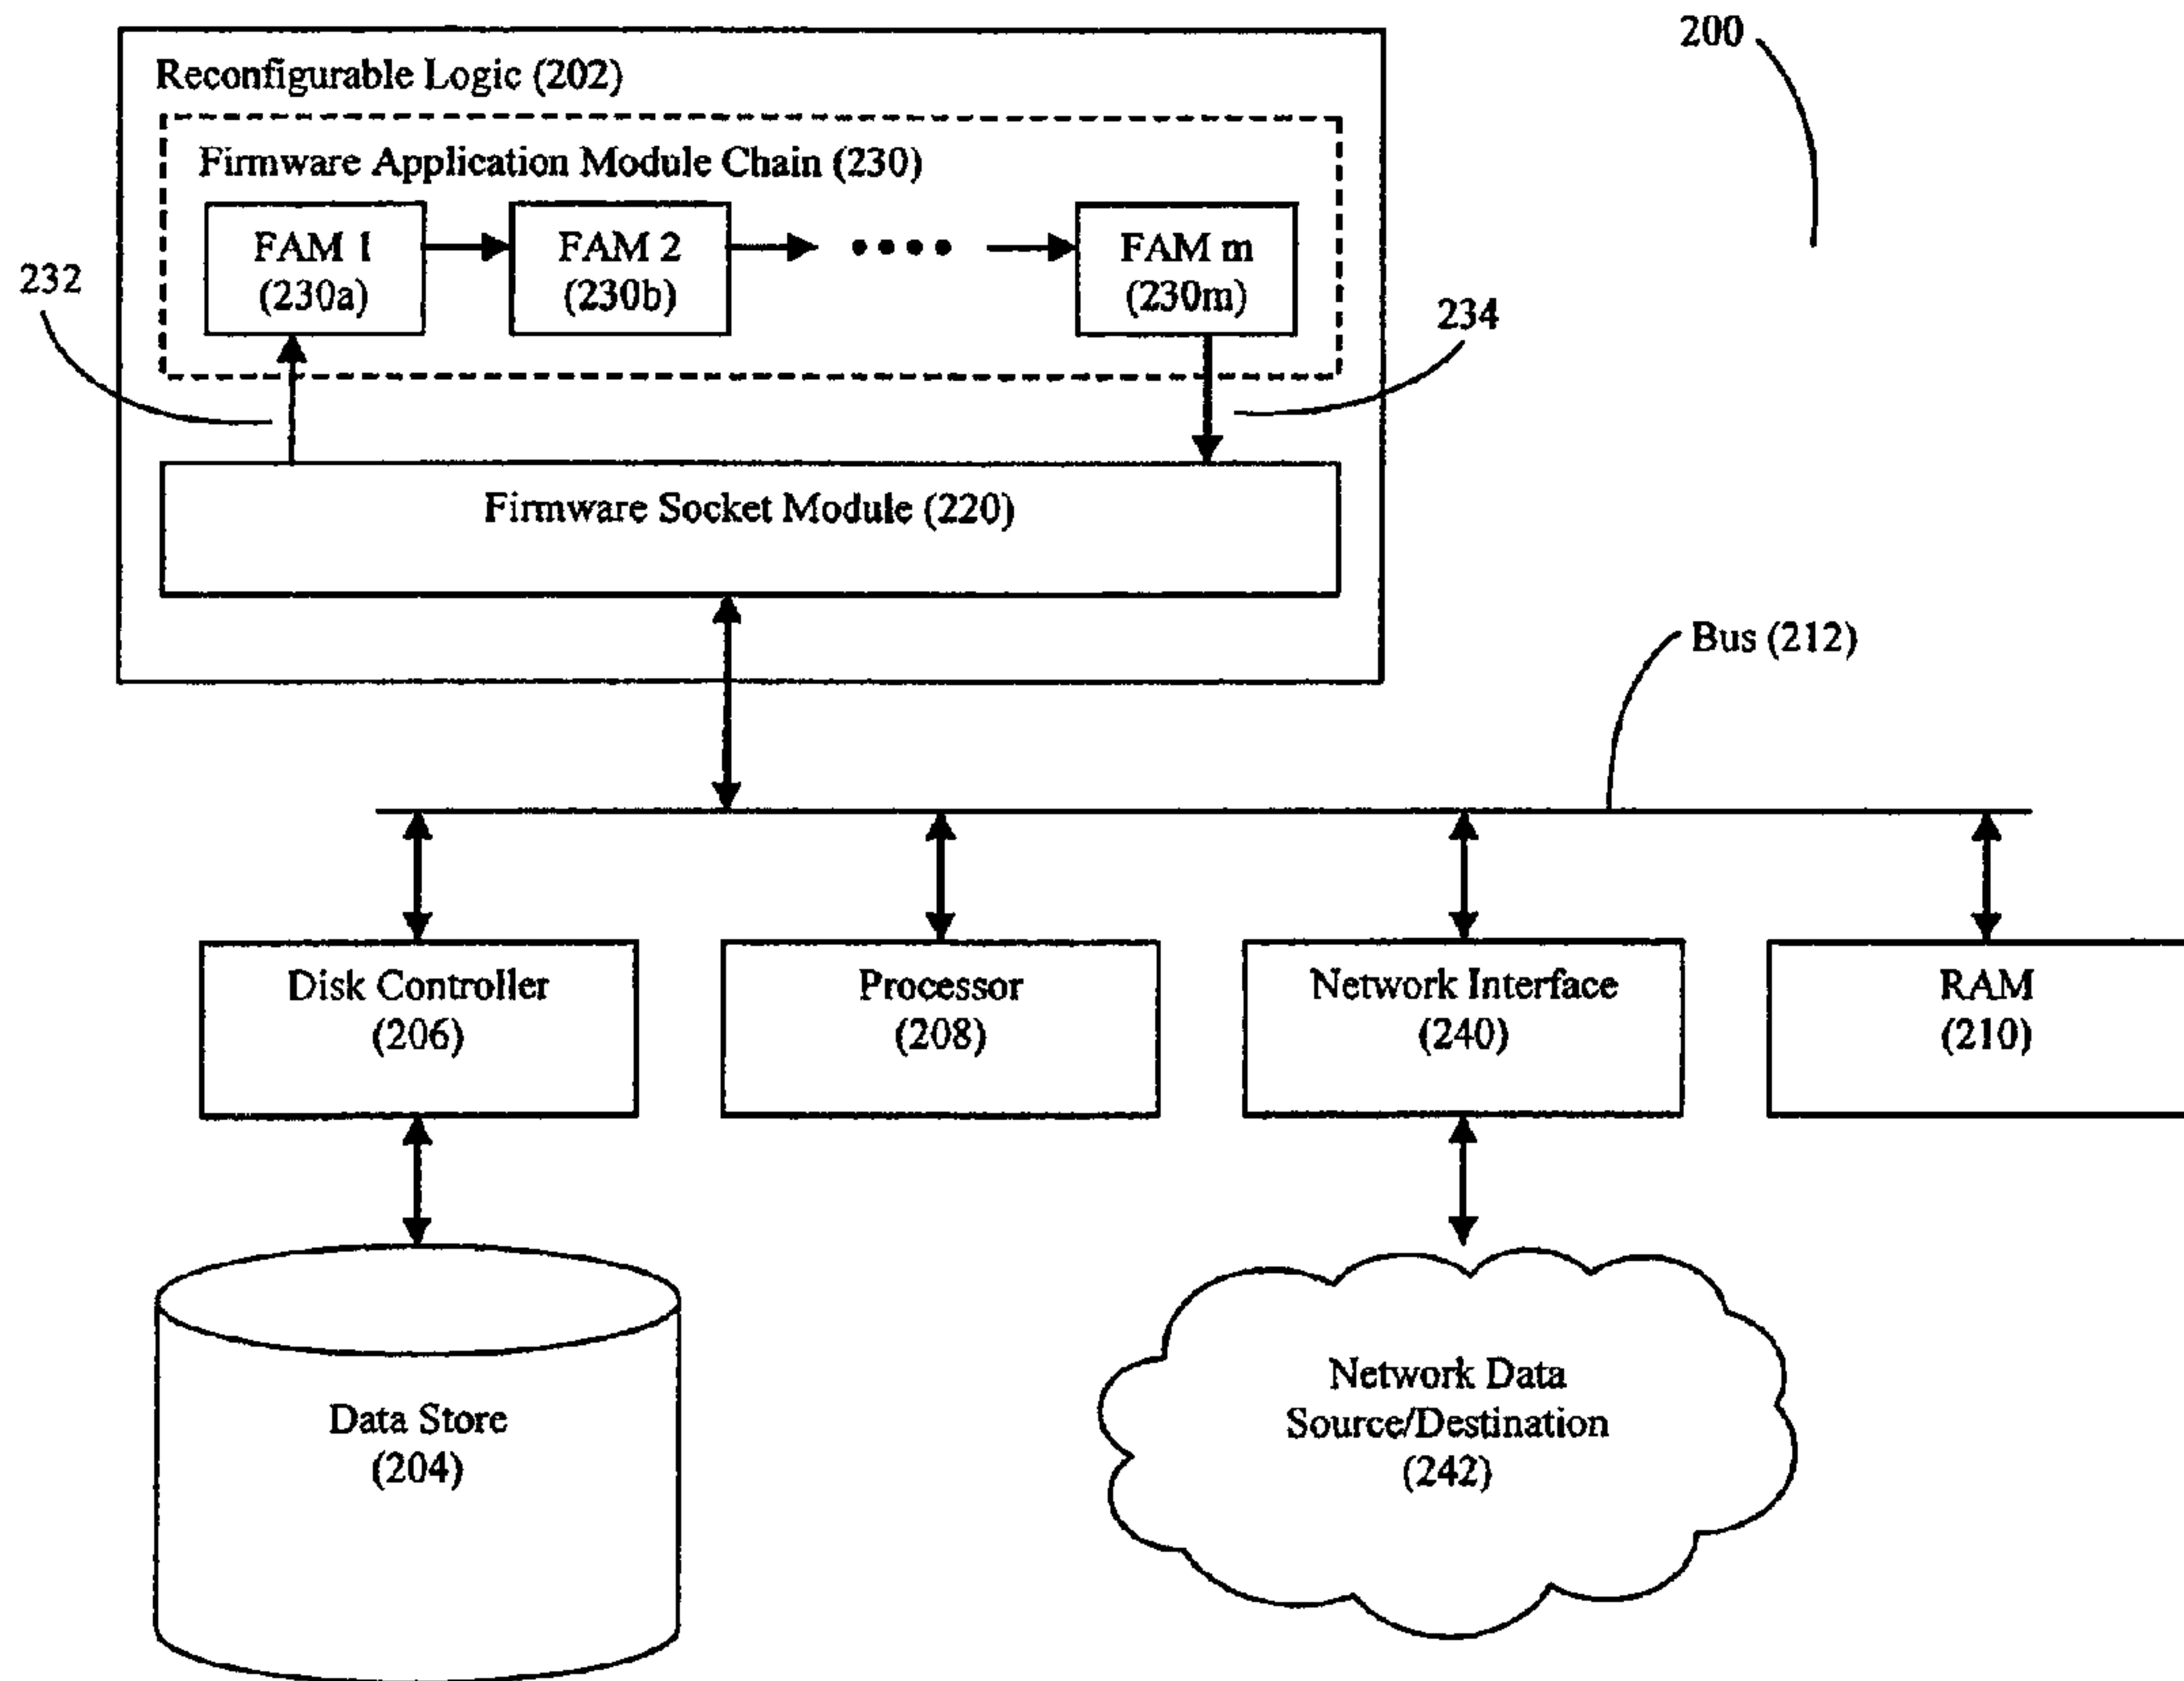 200
Reconfigurable Logic (202)
Firmware Application Module Chain (230)
FAM 1
(230a)
FAM 2
(230b)
FAM m
(230m)
232
234
Firmware Socket Module (220)
Bus (212)
Disk Controller
(206)
Processor
(208)
Network Interface
(240)
RAM
(210)
Data Store
(204)
Network Data
Source/Destination
(242)